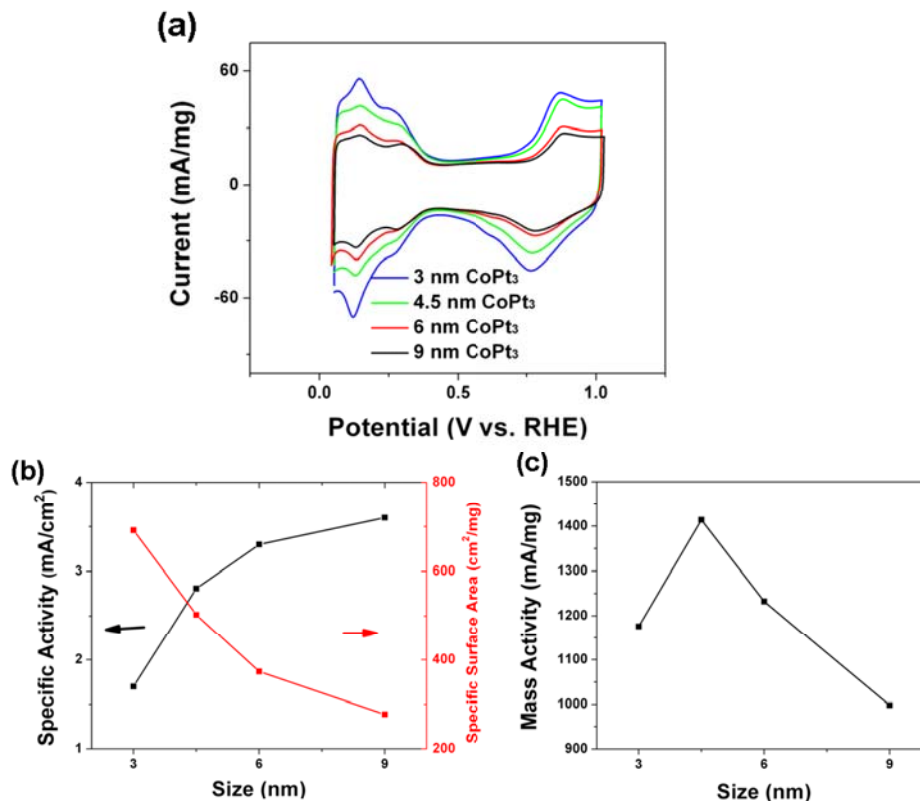 (a)
60
0
-60
Current (mA/mg)
3 nm CoPt₃
4.5 nm CoPt₃
6 nm CoPt₃
9 nm CoPt₃
0.0 0.5 1.0
Potential (V vs. RHE)
(b)
4
3
2
1
Specific Activity (mA/cm²)
800
600
400
200
Specific Surface Area (cm²/mg)
3 6 9
Size (nm)
(c)
1500
1400
1300
1200
1100
1000
900
Mass Activity (mA/mg)
3 6 9
Size (nm)